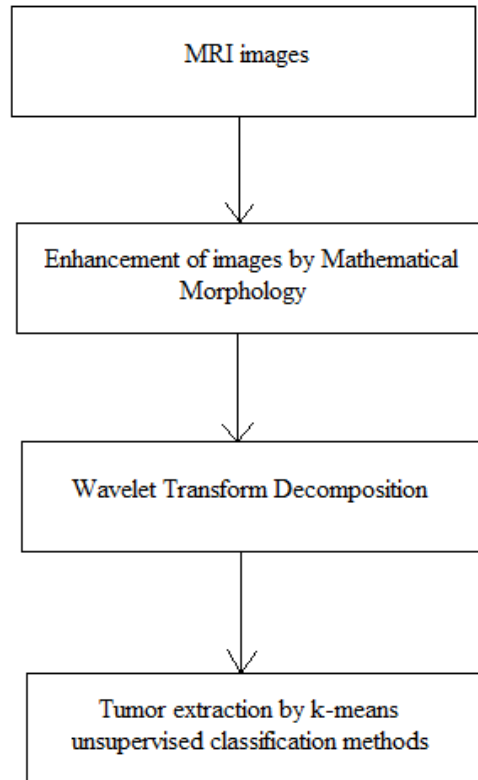 MRI images
Enhancement of images by Mathematical
Morphology
Wavelet Transform Decomposition
Tumor extraction by k-means
unsupervised classification methods